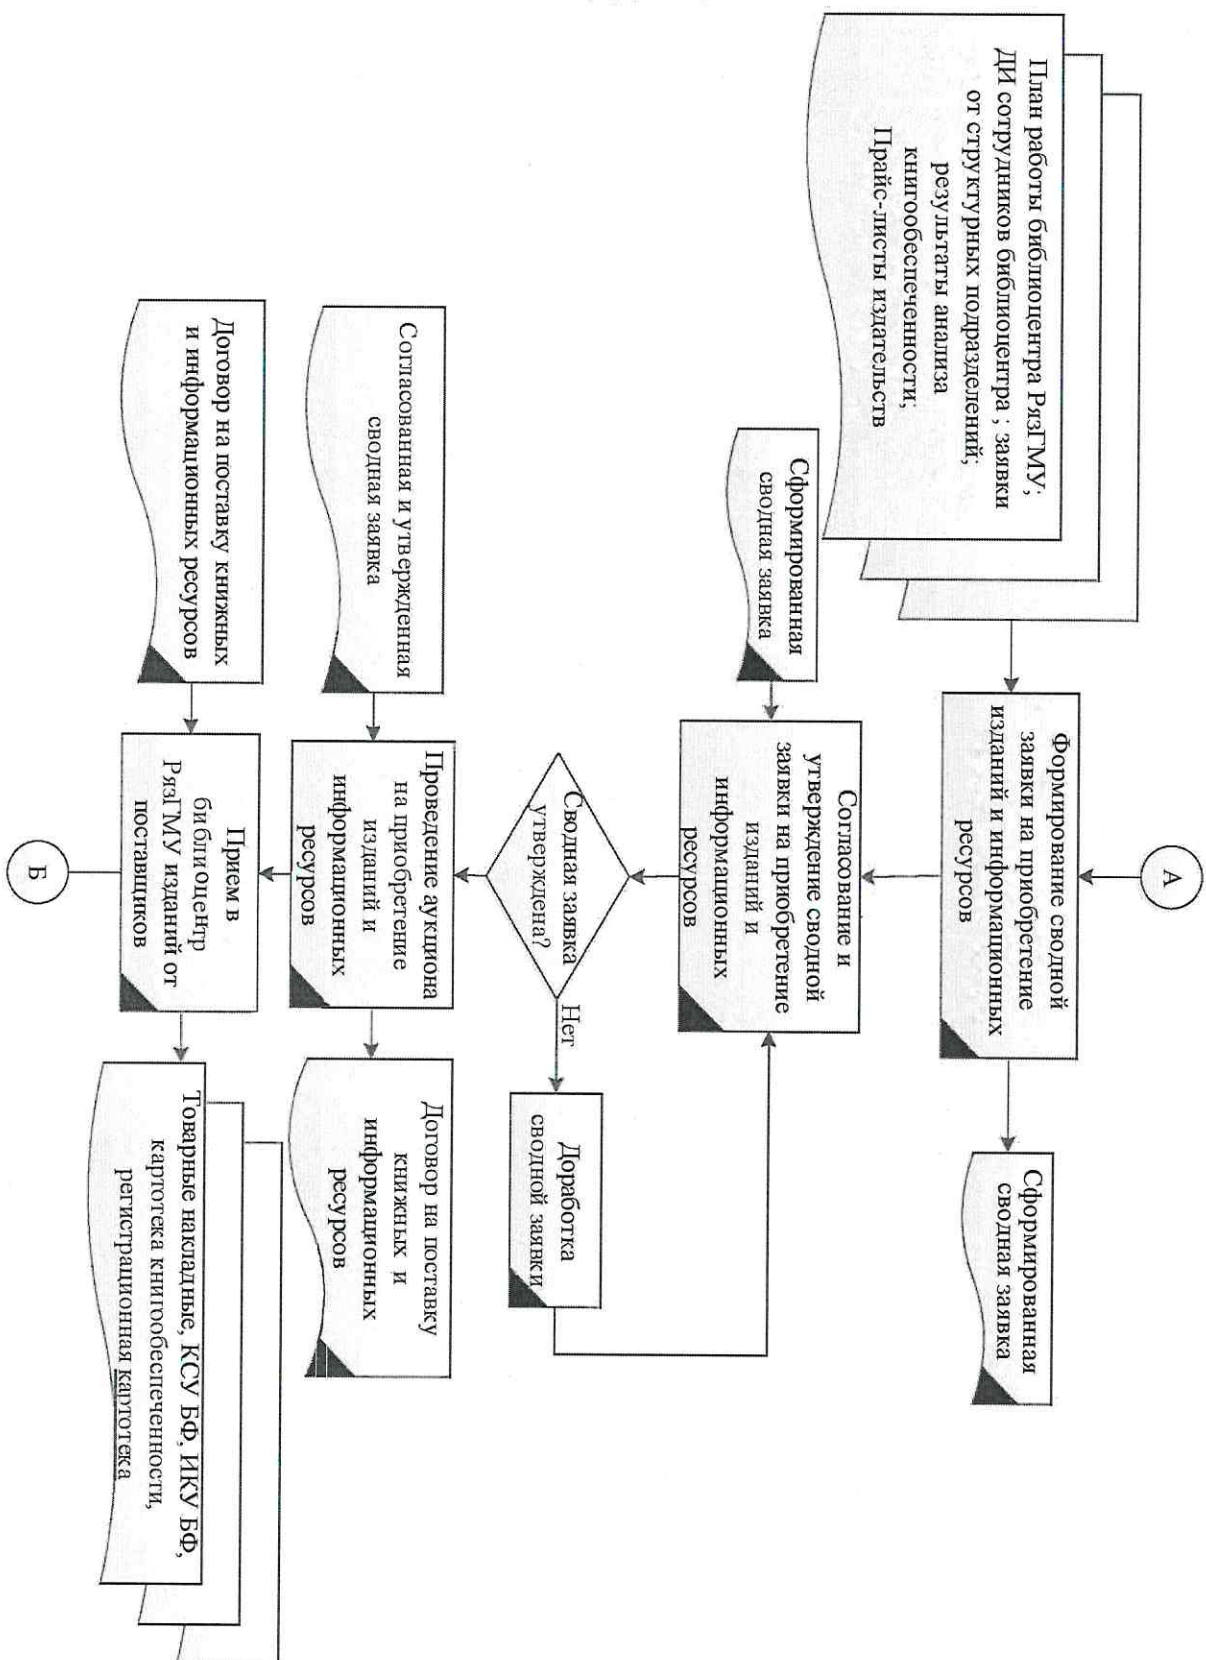 А
План работы библиоцентра РязГМУ;
ДИ сотрудников библиоцентра ; заявки
от структурных подразделений;
результаты анализа
книгообеспеченности;
Прайс-листы издательств
Формирование сводной
заявки на приобретение
изданий и информационных
ресурсов
Сформированная
сводная заявка
Сформированная
сводная заявка
Согласование и
утверждение сводной
заявки на приобретение
изданий и
информационных
ресурсов
Сводная заявка
утверждена?
Нет
Доработка
сводной заявки
Согласованная и утвержденная
сводная заявка
Проведение аукциона
на приобретение
изданий и
информационных
ресурсов
Договор на поставку
книжных и
информационных
ресурсов
Договор на поставку книжных
и информационных ресурсов
Прием в
библиоцентр
РязГМУ изданий от
поставщиков
Товарные накладные, КСУ БФ, ИКУ БФ,
картотека книгообеспеченности,
регистрационная картотека
Б